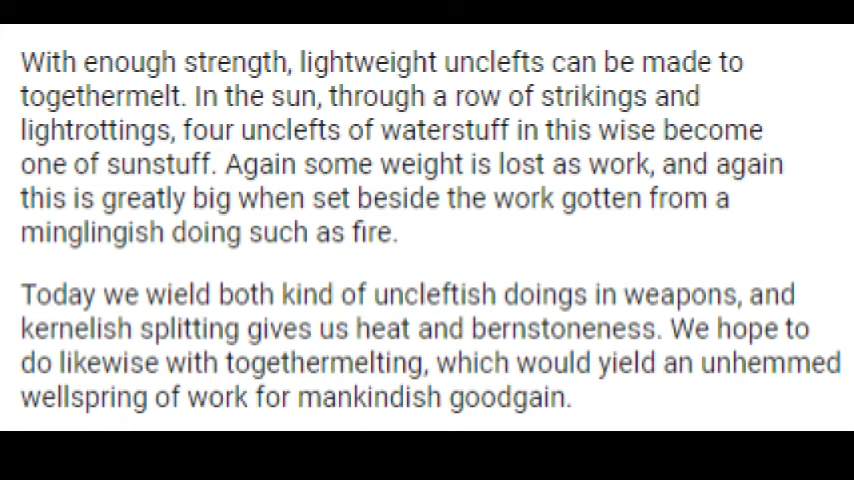 With enough strength, lightweight unclefts can be made to
togethermelt. In the sun, through a row of strikings and
lightrottings, four unclefts of waterstuff in this wise become
one of sunstuff. Again some weight is lost as work, and again
this is greatly big when set beside the work gotten from a
minglingish doing such as fire.
Today we wield both kind of uncleftish doings in weapons, and
kernelish splitting gives us heat and bernstoneness. We hope to
do likewise with togethermelting, which would yield an unhemmed
wellspring of work for mankindish goodgain.